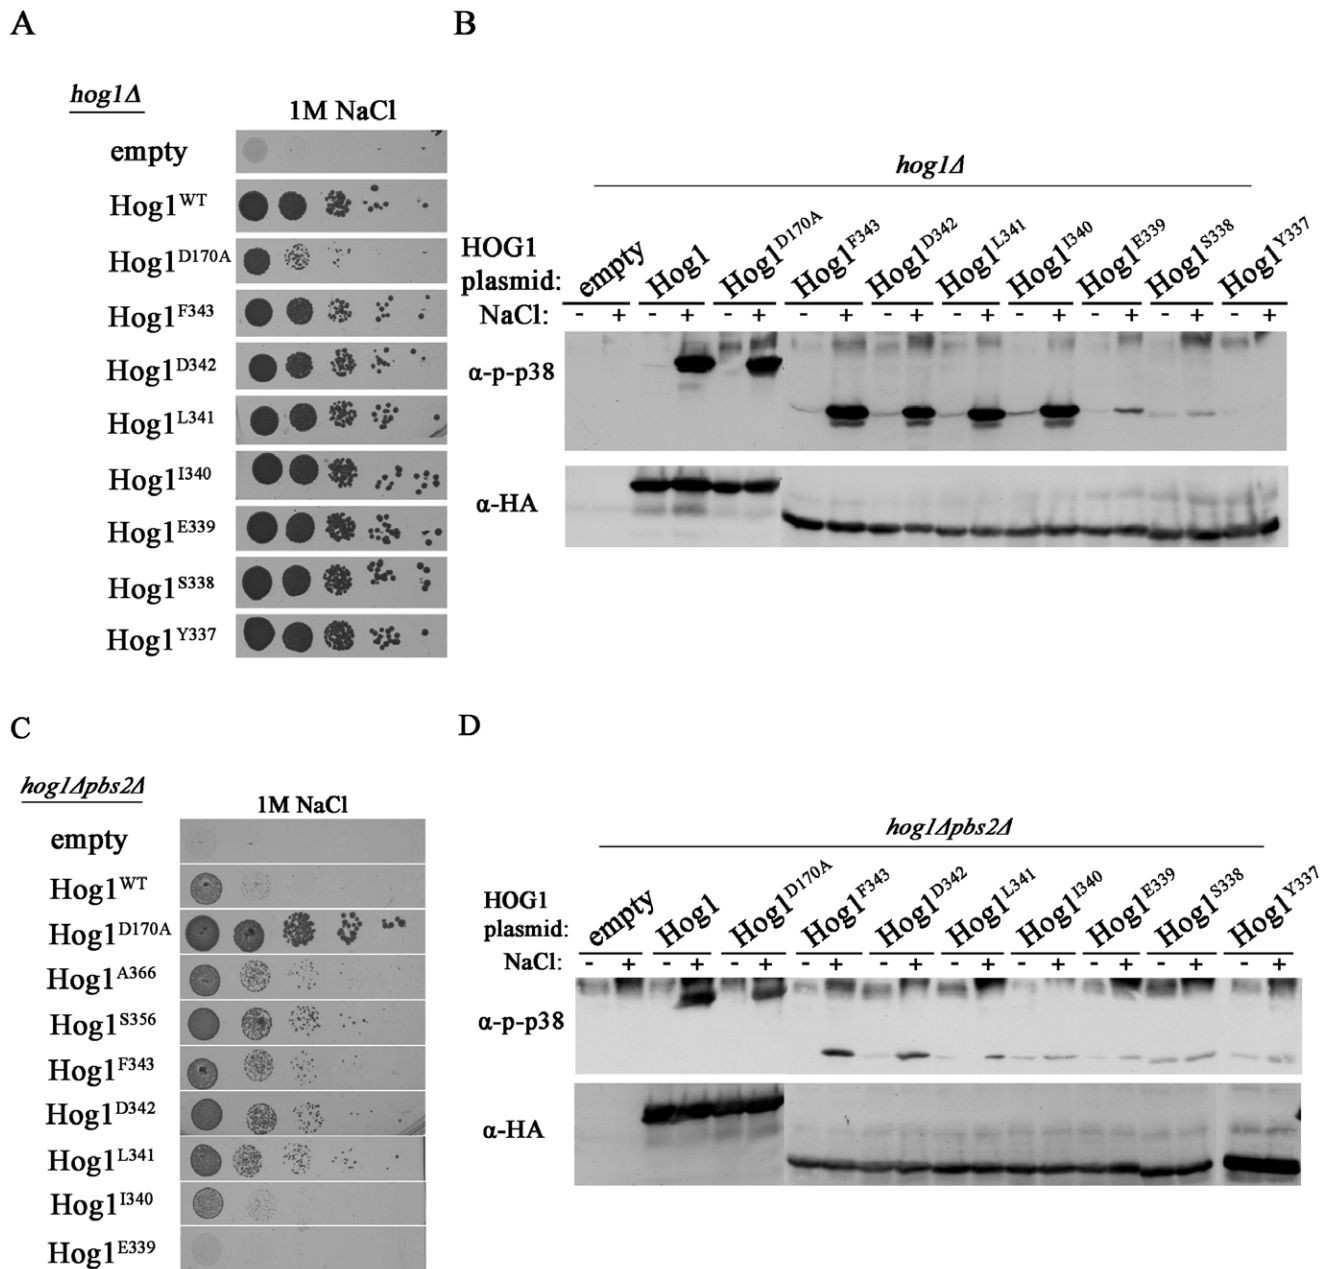 A
hog1Δ
1M NaCl
empty
Hog1WT
Hog1D170A
Hog1F343
Hog1D342
Hog1L341
Hog1I340
Hog1E339
Hog1S338
Hog1Y337
B
hog1Δ
HOG1
plasmid:
empty
Hog1
Hog1D170A
Hog1F343
Hog1D342
Hog1L341
Hog1I340
Hog1E339
Hog1S338
Hog1Y337
NaCl: - + - + - + - + - + - + - + - + - + - +
α-p-p38
α-HA
C
hog1Δpbs2Δ
1M NaCl
empty
Hog1WT
Hog1D170A
Hog1A366
Hog1S356
Hog1F343
Hog1D342
Hog1L341
Hog1I340
Hog1E339
D
hog1Δpbs2Δ
HOG1
plasmid:
empty
Hog1
Hog1D170A
Hog1F343
Hog1D342
Hog1L341
Hog1I340
Hog1E339
Hog1S338
Hog1Y337
NaCl: - + - + - + - + - + - + - + - + - + - +
α-p-p38
α-HA